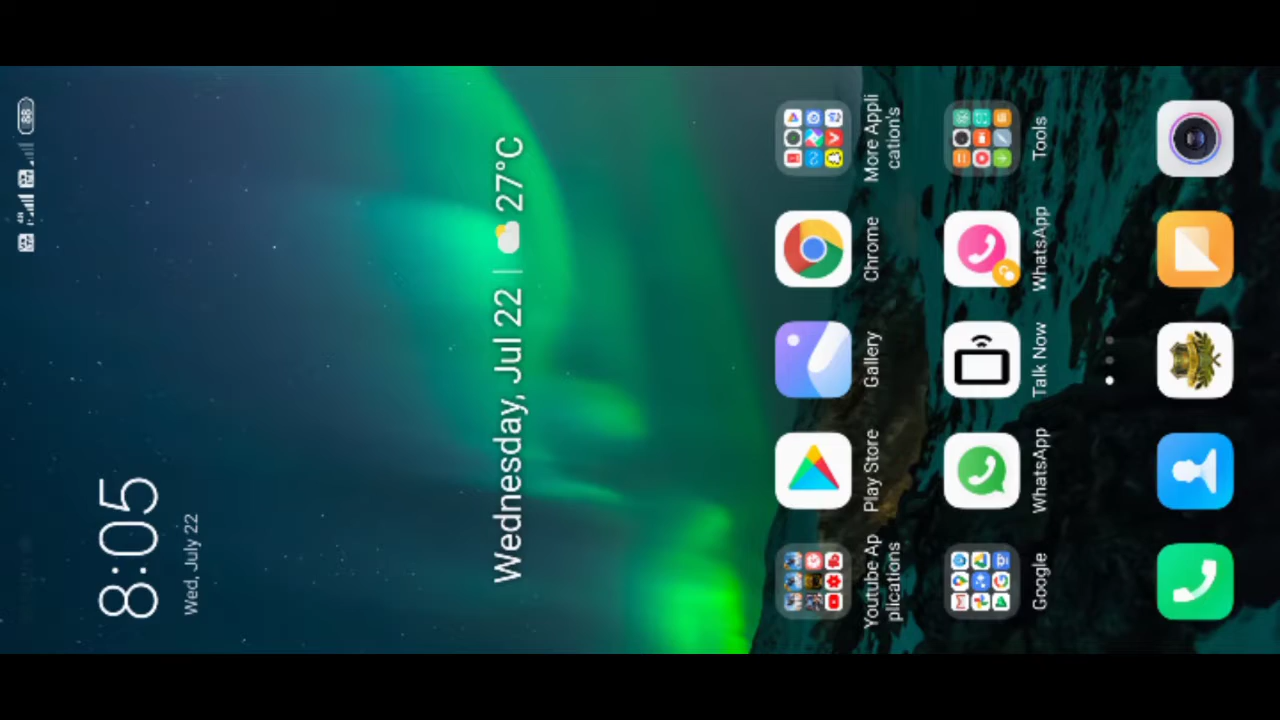 88
8:05
Wed, July 22
Wednesday, Jul 22 | 27°C
Youtube Ap
plications
Play Store
Gallery
Chrome
More Appli
cation's
Google
WhatsApp
Talk Now
WhatsApp
Tools